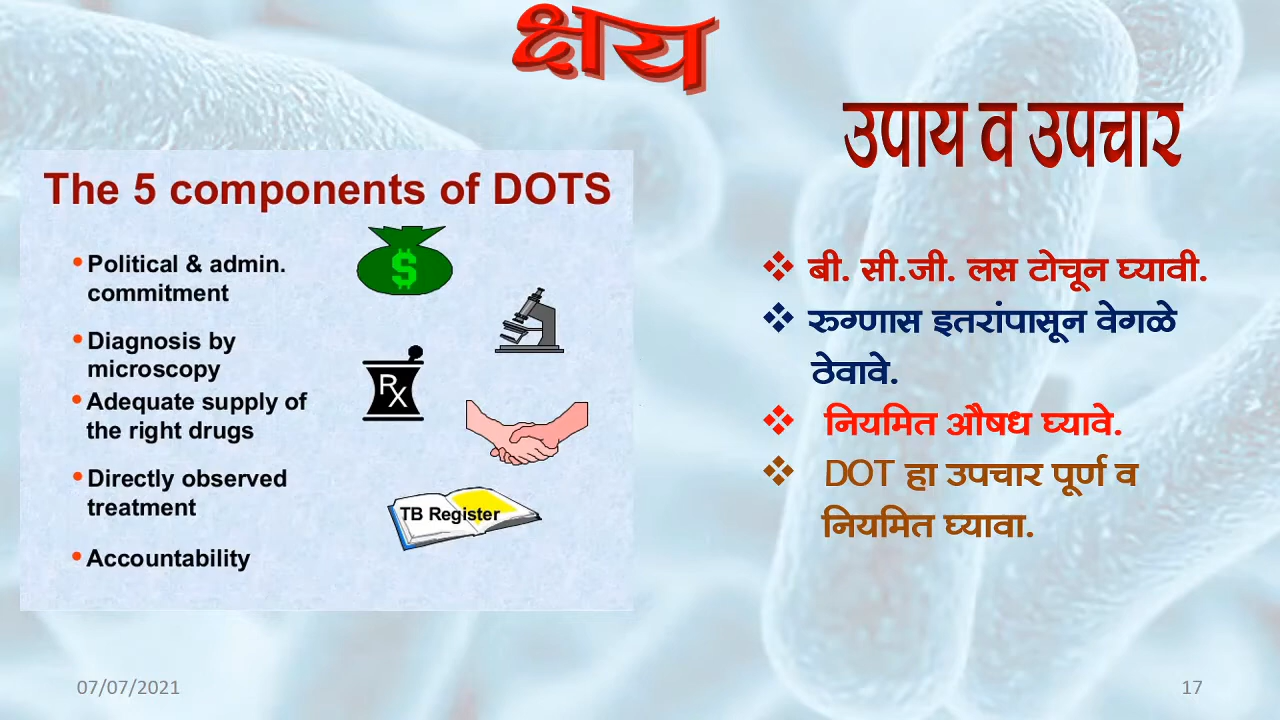 क्षय
उपाय व उपचार
The 5 components of DOTS
• Political & admin.
commitment
$
• Diagnosis by
microscopy
Rx
• Adequate supply of
the right drugs
• Directly observed
treatment
TB Register
• Accountability
❖ बी. सी.जी. लस टोचून घ्यावी.
❖ रुग्णास इतरांपासून वेगळे
ठेवावे.
❖ नियमित औषध घ्यावे.
❖ DOT हा उपचार पूर्ण व
नियमित घ्यावा.
07/07/2021
17